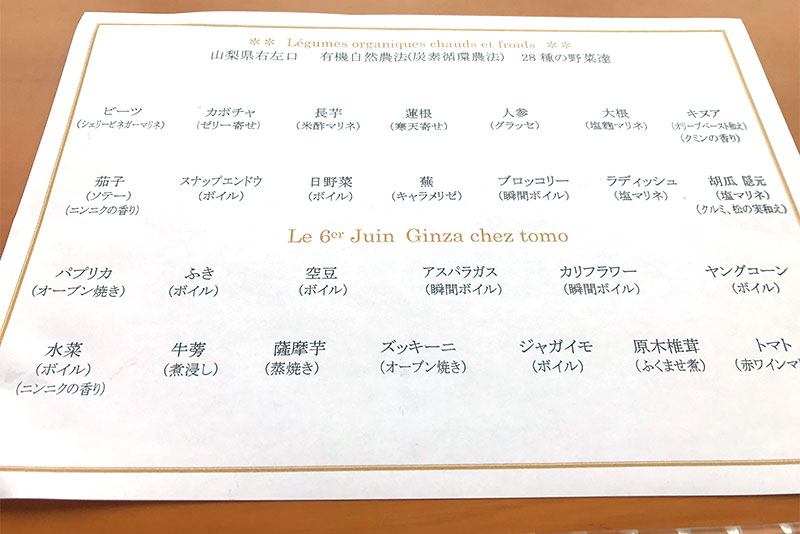 ** Légumes organiques chauds et froids **
山梨県右左口 有機自然農法(炭素循環農法) 28種の野菜達
ビーツ カボチャ 長芋 蓮根 人参 大根 キヌア
(シェリービネガーマリネ) (ゼリー寄せ) (米酢マリネ) (寒天寄せ) (グラッセ) (塩麹マリネ) (オリーブペースト和え)
(クミンの香り)
茄子 スナップエンドウ 日野菜 蕪 ブロッコリー ラディッシュ 胡瓜 隠元
(ソテー) (ボイル) (ボイル) (キャラメリゼ) (瞬間ボイル) (塩マリネ) (塩マリネ)
(ニンニクの香り) (クルミ、松の実和え)
Le 6er Juin Ginza chez tomo
パプリカ ふき 空豆 アスパラガス カリフラワー ヤングコーン
(オーブン焼き) (ボイル) (ボイル) (瞬間ボイル) (瞬間ボイル) (ボイル)
水菜 牛蒡 薩摩芋 ズッキーニ ジャガイモ 原木椎茸 トマト
(ボイル) (煮浸し) (蒸焼き) (オーブン焼き) (ボイル) (ふくませ煮) (赤ワインマ
(ニンニクの香り)